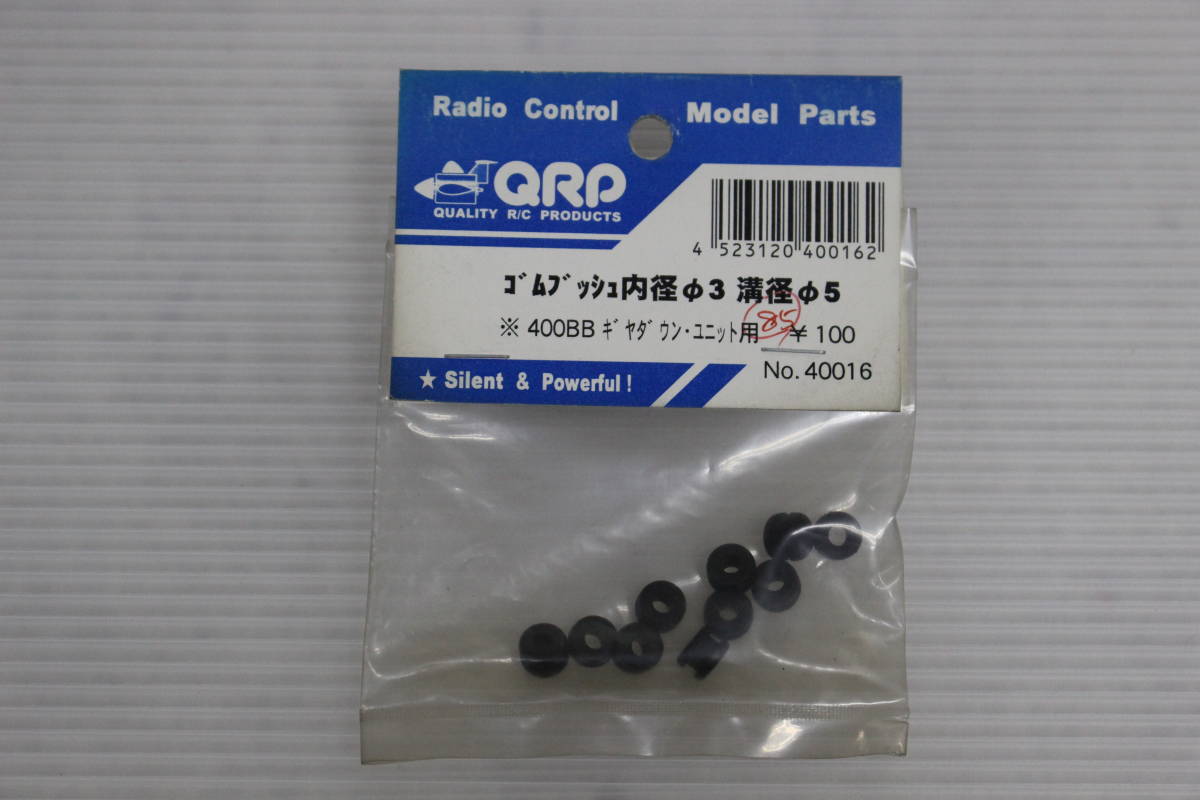 Radio Control Model Parts
QRP
QUALITY R/C PRODUCTS
4 523120 400162
ｺﾞﾑﾌﾞｯｼｭ内径φ3 溝径φ5
※ 400BB ｷﾞﾔﾀﾞｳﾝ･ﾕﾆｯﾄ用 ¥ 100
85
No. 40016
★ Silent & Powerful!